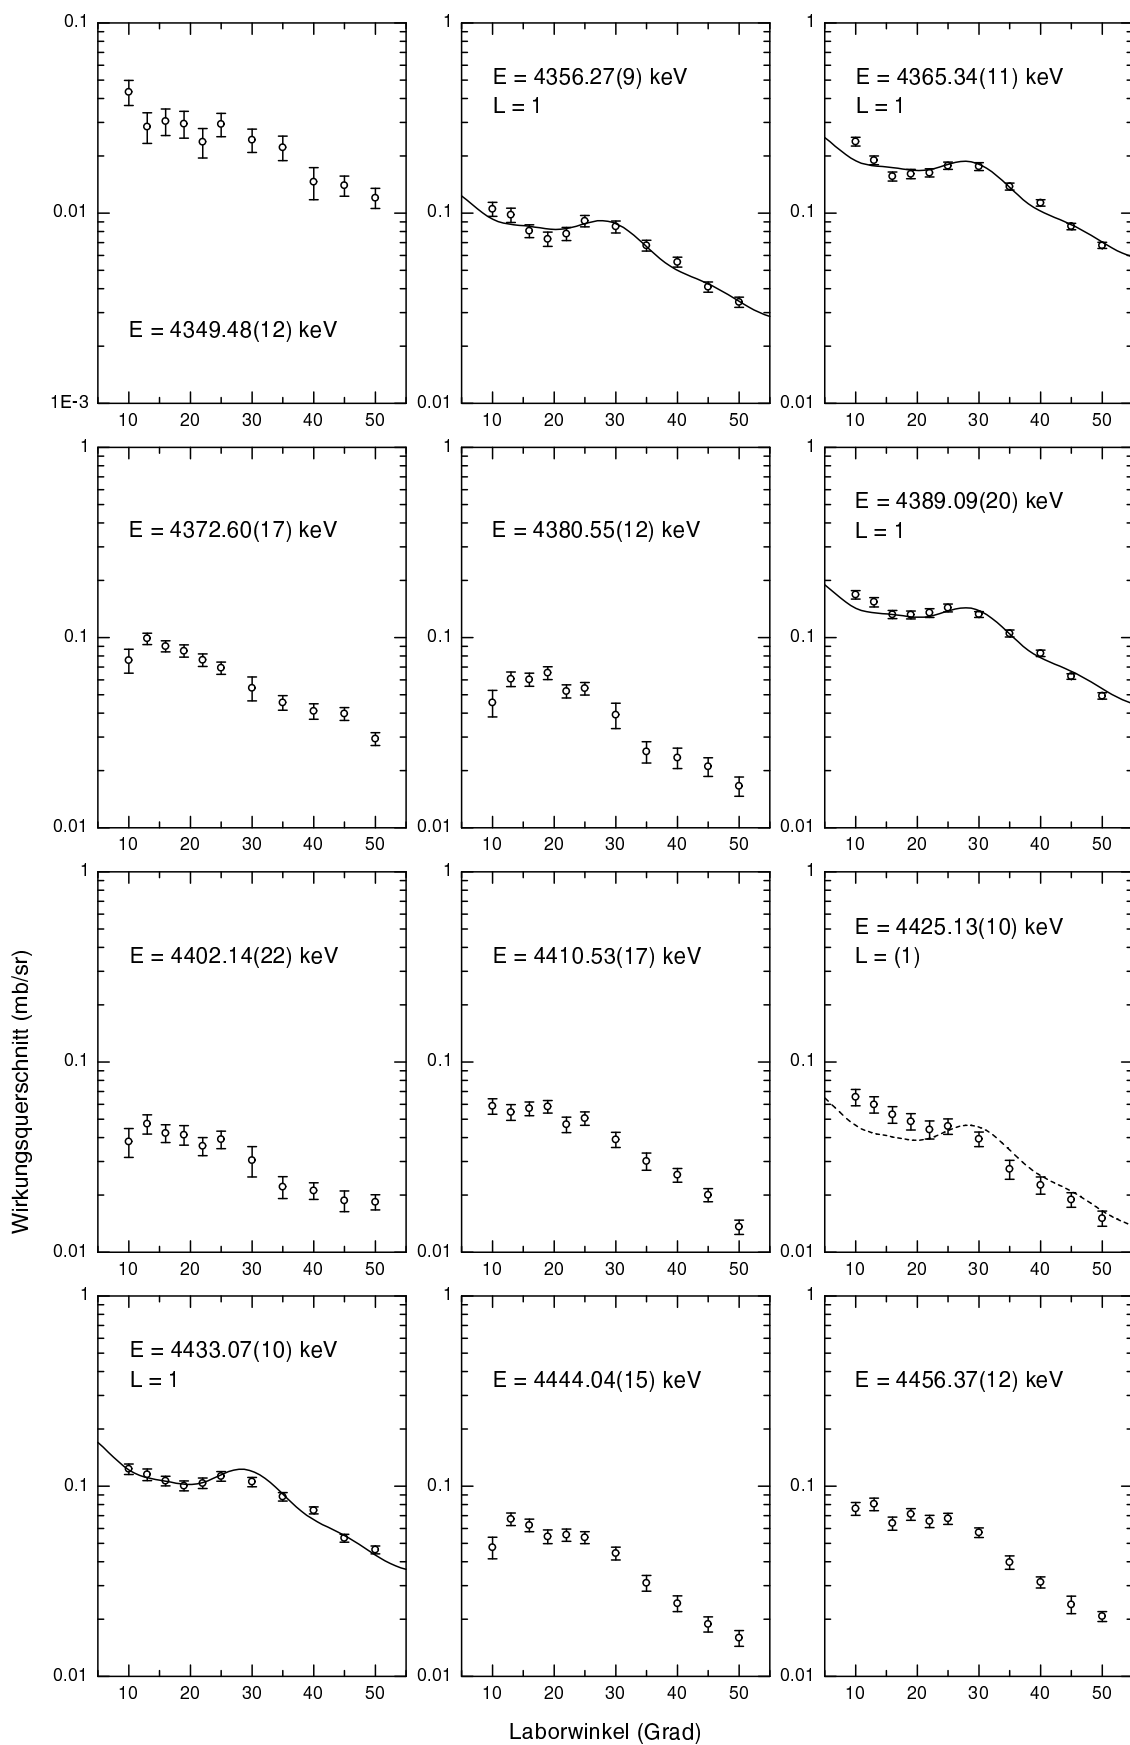 0.1
0.01
1E-3
E = 4349.48(12) keV
10 20 30 40 50
1
0.1
0.01
E = 4356.27(9) keV
L = 1
10 20 30 40 50
1
0.1
0.01
E = 4365.34(11) keV
L = 1
10 20 30 40 50
1
0.1
0.01
E = 4372.60(17) keV
10 20 30 40 50
1
0.1
0.01
E = 4380.55(12) keV
10 20 30 40 50
1
0.1
0.01
E = 4389.09(20) keV
L = 1
10 20 30 40 50
1
0.1
0.01
E = 4402.14(22) keV
10 20 30 40 50
1
0.1
0.01
E = 4410.53(17) keV
10 20 30 40 50
1
0.1
0.01
E = 4425.13(10) keV
L = (1)
10 20 30 40 50
1
0.1
0.01
E = 4433.07(10) keV
L = 1
10 20 30 40 50
1
0.1
0.01
E = 4444.04(15) keV
10 20 30 40 50
1
0.1
0.01
E = 4456.37(12) keV
10 20 30 40 50
Wirkungsquerschnitt (mb/sr)
Laborwinkel (Grad)